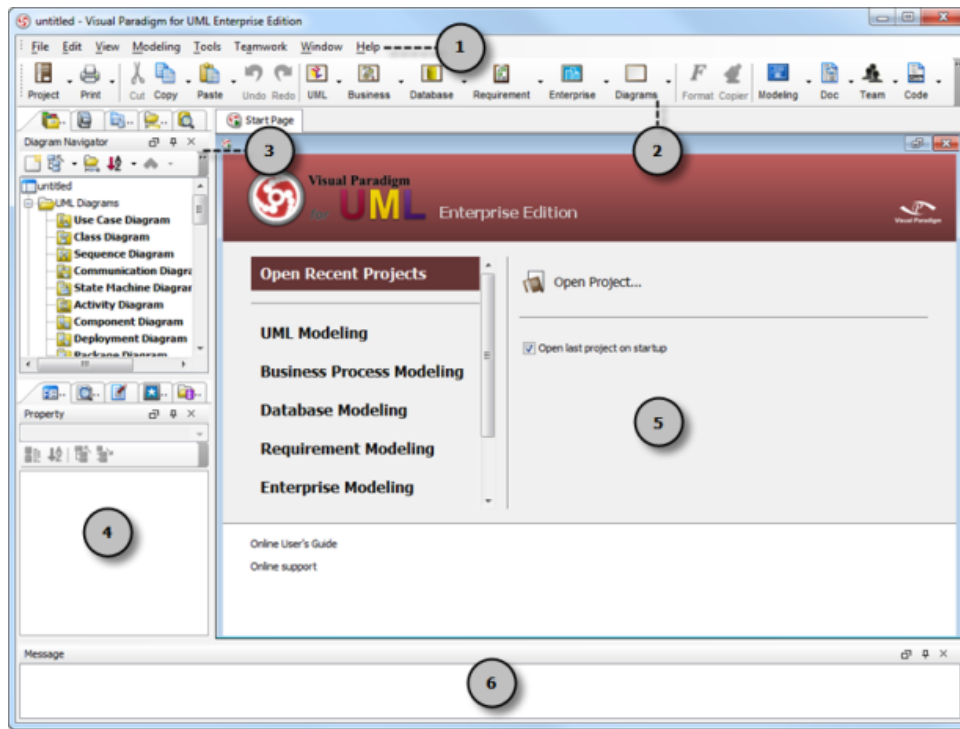 untitled - Visual Paradigm for UML Enterprise Edition
File Edit View Modeling Tools Teamwork Window Help
1
Project Print Cut Copy Paste Undo Redo UML Business Database Requirement Enterprise Diagrams Format Copier Modeling Doc Team Code
2
Start Page
Diagram Navigator
3
untitled
UML Diagrams
Use Case Diagram
Class Diagram
Sequence Diagram
Communication Diagra
State Machine Diagrar
Activity Diagram
Component Diagram
Deployment Diagram
Package Diagram
Visual Paradigm
for UML Enterprise Edition
Visual Paradigm
Open Recent Projects
UML Modeling
Business Process Modeling
Database Modeling
Requirement Modeling
Enterprise Modeling
Open Project...
Open last project on startup
5
Property
4
Online User's Guide
Online support
Message
6